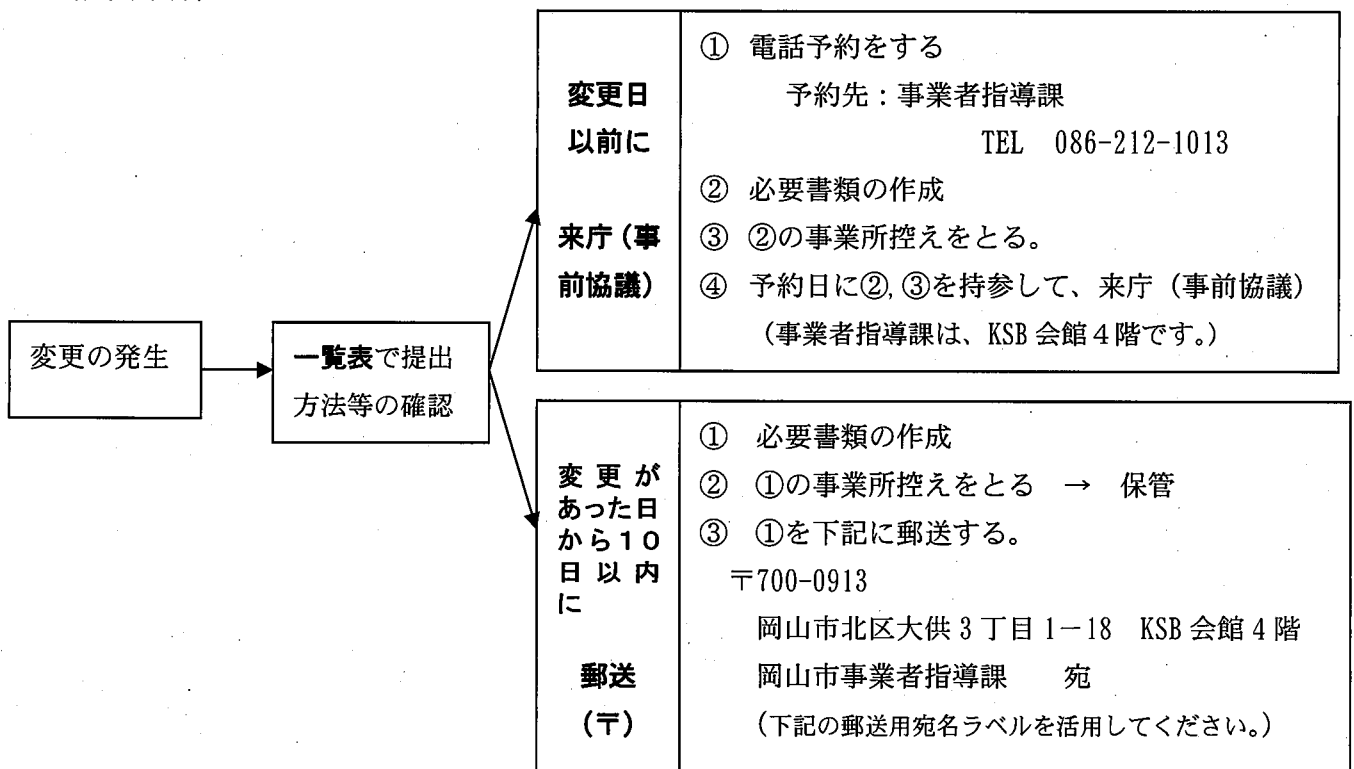 変更の発生
一覧表で提出
方法等の確認
変更日
以前に
来庁(事
前協議)
① 電話予約をする
予約先:事業者指導課
TEL 086-212-1013
② 必要書類の作成
③ ②の事業所控えをとる。
④ 予約日に②,③を持参して、来庁(事前協議)
(事業者指導課は、KSB会館4階です。)
変更が
あった日
から10
日以内
に
郵送
(〒)
① 必要書類の作成
② ①の事業所控えをとる → 保管
③ ①を下記に郵送する。
〒700-0913
岡山市北区大供3丁目1-18 KSB会館4階
岡山市事業者指導課 宛
(下記の郵送用宛名ラベルを活用してください。)